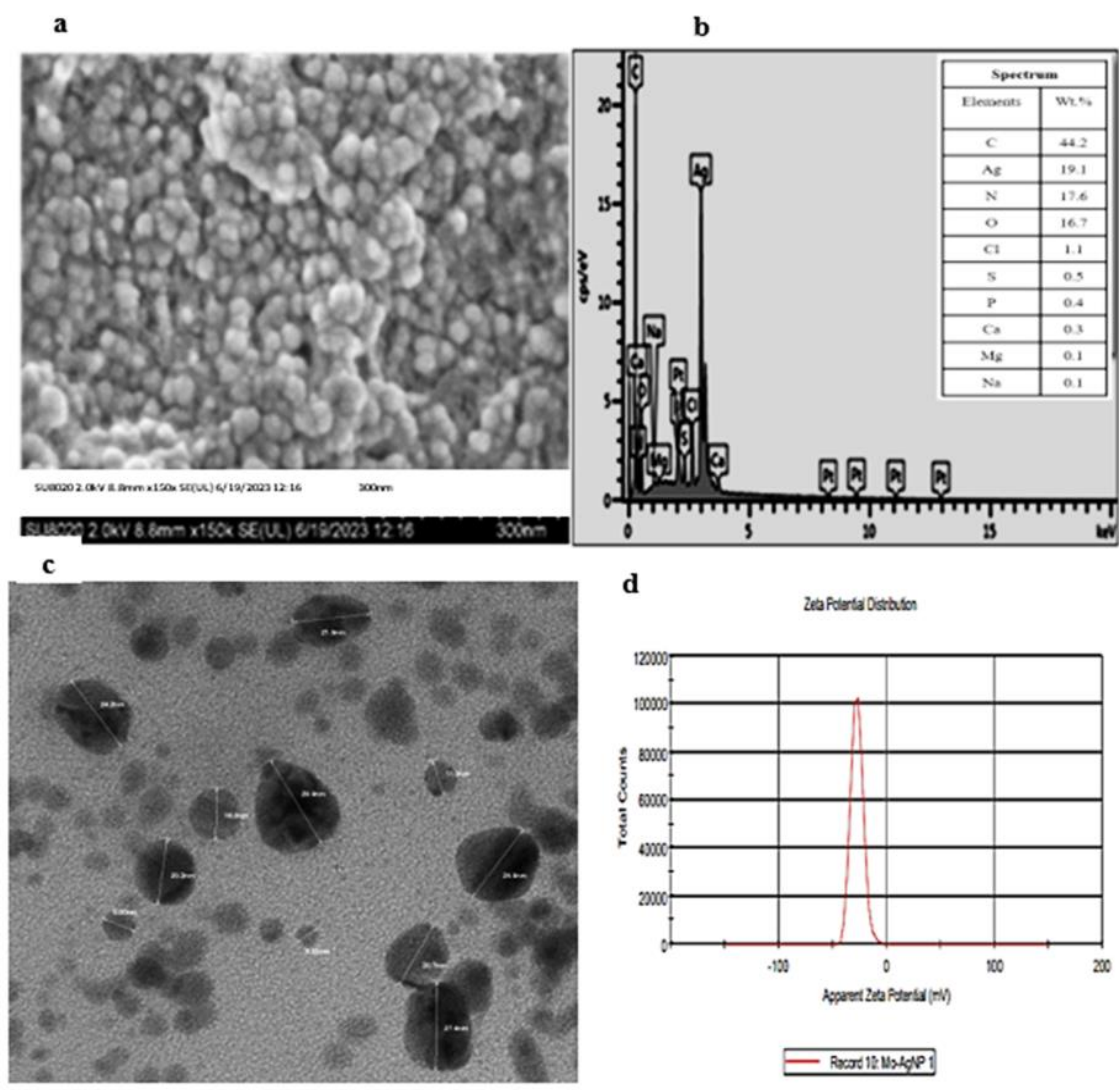 a
SU8020 2.0kV 8.8mm x150k SE(UL) 6/19/2023 12:16 300nm
SU8020 2.0kV 8.8mm x150k SE(UL) 6/19/2023 12:16 300nm
b
Spectrum
Elements Wt.%
C 44.2
Ag 19.1
N 17.6
O 16.7
Cl 1.1
S 0.5
P 0.4
Ca 0.3
Mg 0.1
Na 0.1
cps/eV
20
15
10
5
0
C
Ag
Na
Ca
Pt
O
S
Mg
Ca
Pt
Pt
Pt
Pt
0 5 10 15 keV
c
20.2nm
27.4nm
d
Zeta Potential Distribution
Total Counts
120000
100000
80000
60000
40000
20000
0
-100 0 100 200
Apparent Zeta Potential (mV)
Record 10: Mo-AgNP 1